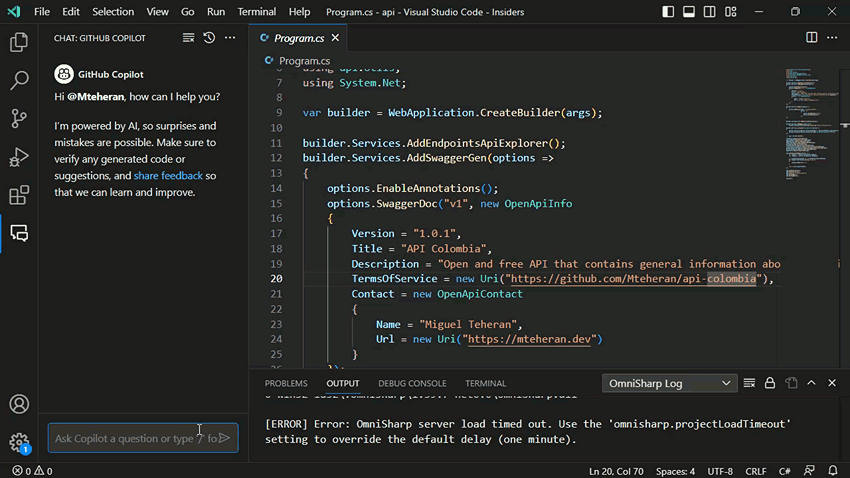 File Edit Selection View Go Run Terminal Help Program.cs - api - Visual Studio Code - Insiders
CHAT: GITHUB COPILOT
GitHub Copilot
Hi @Mteheran, how can I help you?
I'm powered by AI, so surprises and
mistakes are possible. Make sure to
verify any generated code or
suggestions, and share feedback so
that we can learn and improve.
Ask Copilot a question or type '/' fo
1
Program.cs
Program.cs
7 using System.Net;
8
9 var builder = WebApplication.CreateBuilder(args);
10
11 builder.Services.AddEndpointsApiExplorer();
12 builder.Services.AddSwaggerGen(options =>
13 {
14 options.EnableAnnotations();
15 options.SwaggerDoc("v1", new OpenApiInfo
16 {
17 Version = "1.0.1",
18 Title = "API Colombia",
19 Description = "Open and free API that contains general information abo
20 TermsOfService = new Uri("https://github.com/Mteheran/api-colombia"),
21 Contact = new OpenApiContact
22 {
23 Name = "Miguel Teheran",
24 Url = new Uri("https://mteheran.dev")
25 }
PROBLEMS OUTPUT DEBUG CONSOLE TERMINAL OmniSharp Log
[ERROR] Error: OmniSharp server load timed out. Use the 'omnisharp.projectLoadTimeout'
setting to override the default delay (one minute).
0 0 Ln 20, Col 70 Spaces: 4 UTF-8 CRLF C#